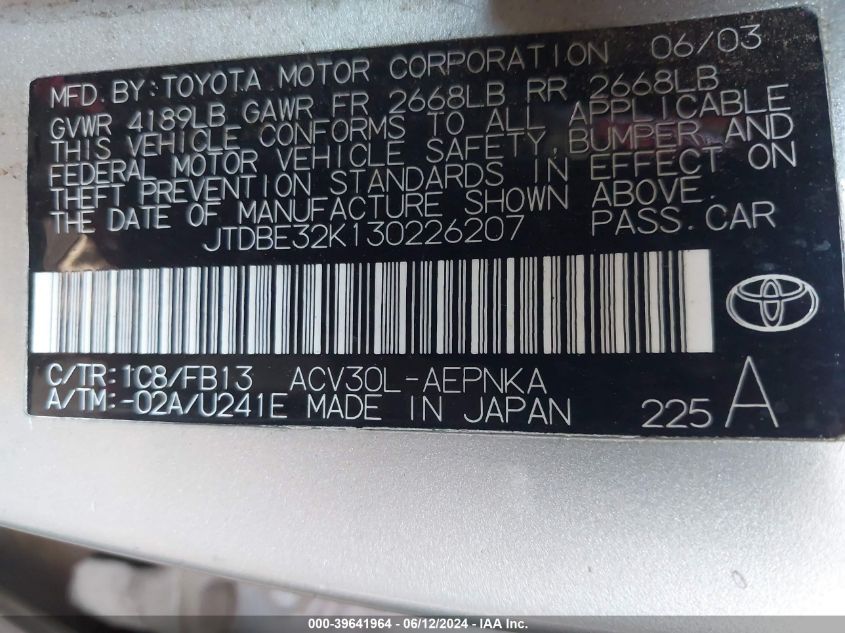 MFD. BY: TOYOTA MOTOR CORPORATION 06/03
GVWR 4189LB GAWR FR 2668LB RR 2668LB
THIS VEHICLE CONFORMS TO ALL APPLICABLE
FEDERAL MOTOR VEHICLE SAFETY, BUMPER, AND
THEFT PREVENTION STANDARDS IN EFFECT ON
THE DATE OF MANUFACTURE SHOWN ABOVE.
JTDBE32K130226207 PASS. CAR
C/TR: 1C8/FB13 ACV30L-AEPNKA
A/TM: -02A/U241E MADE IN JAPAN 225 A
000-39641964 - 06/12/2024 - IAA Inc.